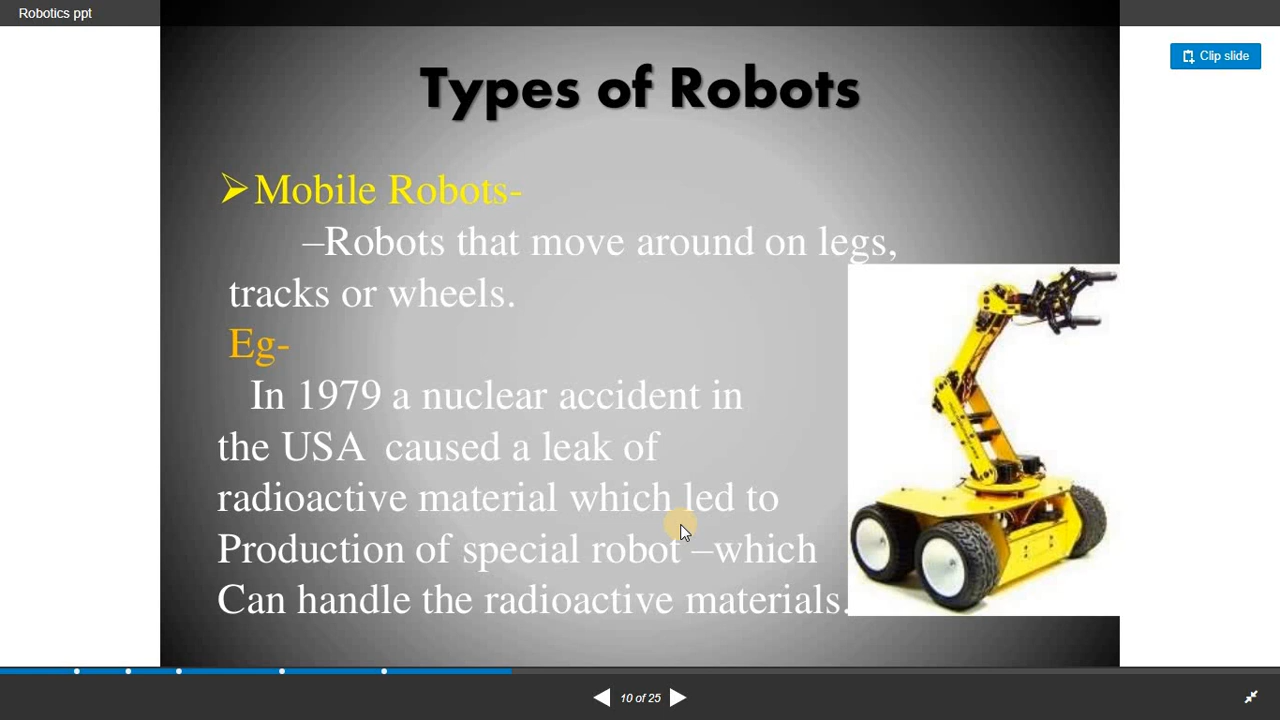 Robotics ppt
Clip slide
Types of Robots
➢Mobile Robots-
–Robots that move around on legs,
tracks or wheels.
Eg-
In 1979 a nuclear accident in
the USA caused a leak of
radioactive material which led to
Production of special robot –which
Can handle the radioactive materials.
10 of 25